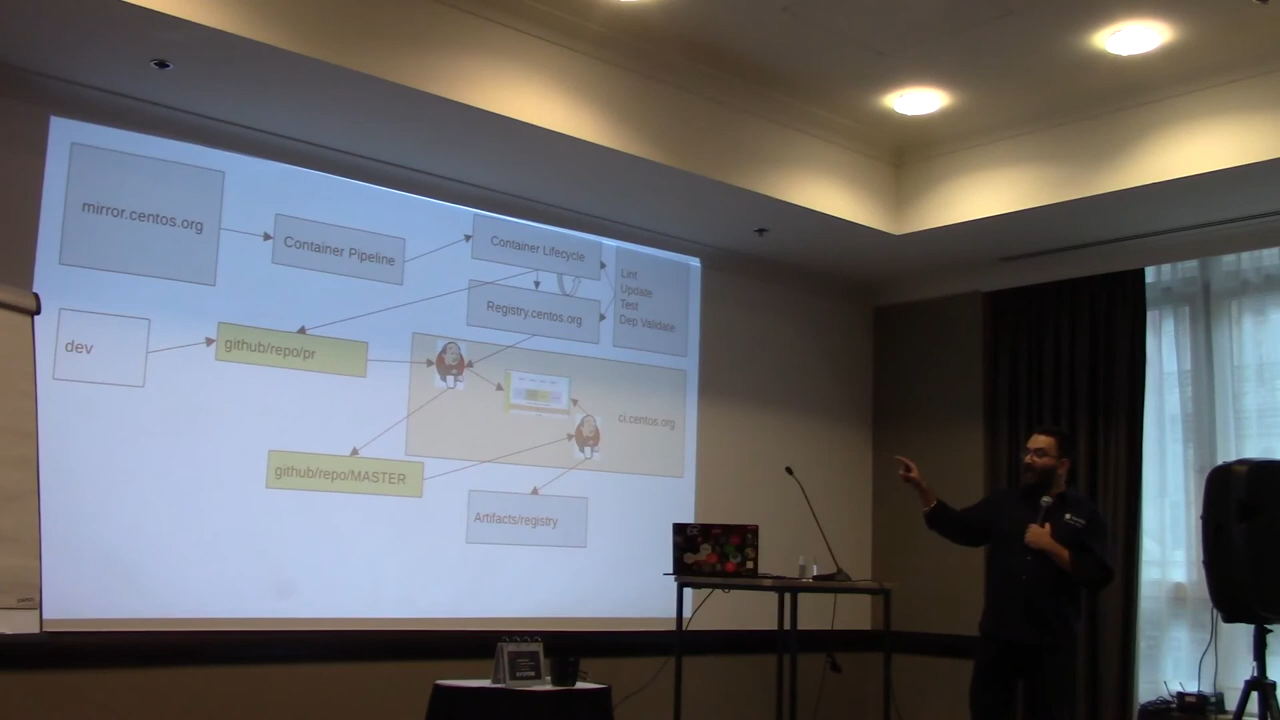 mirror.centos.org
Container Pipeline
Container Lifecycle
Lint
Update
Test
Dep Validate
Registry.centos.org
dev
github/repo/pr
ci.centos.org
github/repo/MASTER
Artifacts/registry